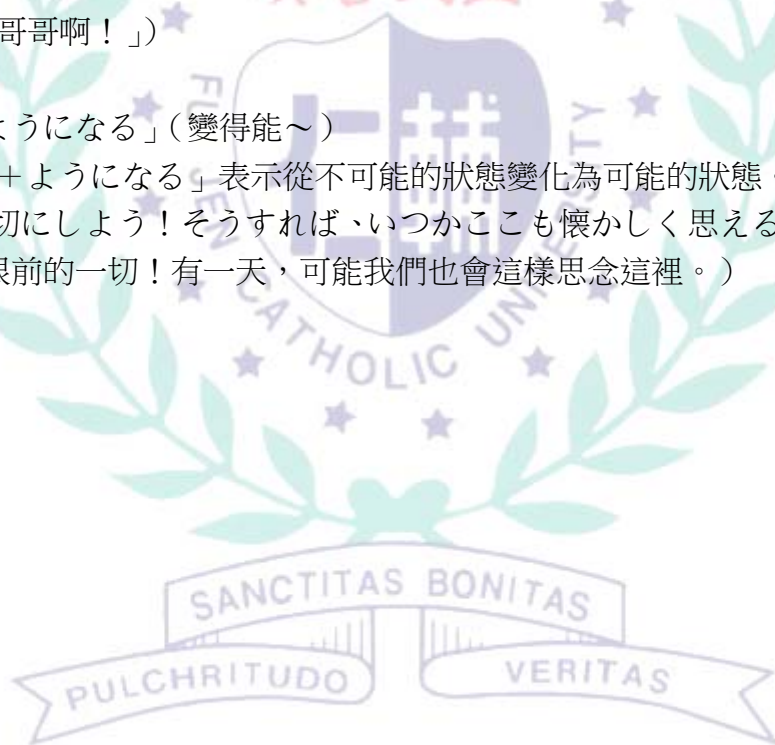 哥哥啊！」）
ようになる」（變得能～）
＋ようになる」表示從不可能的狀態變化為可能的狀態
切にしよう！そうすれば、いつかここも懐かしく思える
眼前的一切！有一天，可能我們也會這樣思念這裡。）
仁輔
CATHOLIC UNIVERSITY
SANCTITAS BONITAS
PULCHRITUDO VERITAS